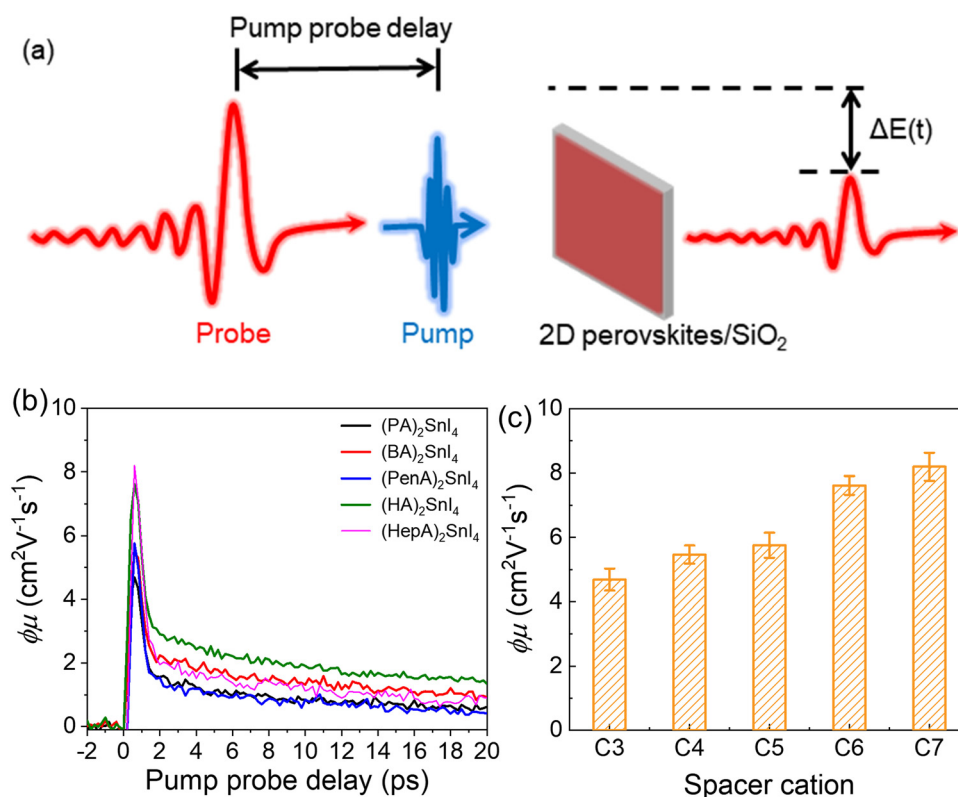 (a)
Pump probe delay
ΔE(t)
Probe
Pump
2D perovskites/SiO₂
(b)
10
8
6
4
2
0
ϕμ (cm²V⁻¹s⁻¹)
(PA)₂SnI₄
(BA)₂SnI₄
(PenA)₂SnI₄
(HA)₂SnI₄
(HepA)₂SnI₄
-2 0 2 4 6 8 10 12 14 16 18 20
Pump probe delay (ps)
(c)
10
8
6
4
2
0
ϕμ (cm²V⁻¹s⁻¹)
C3 C4 C5 C6 C7
Spacer cation